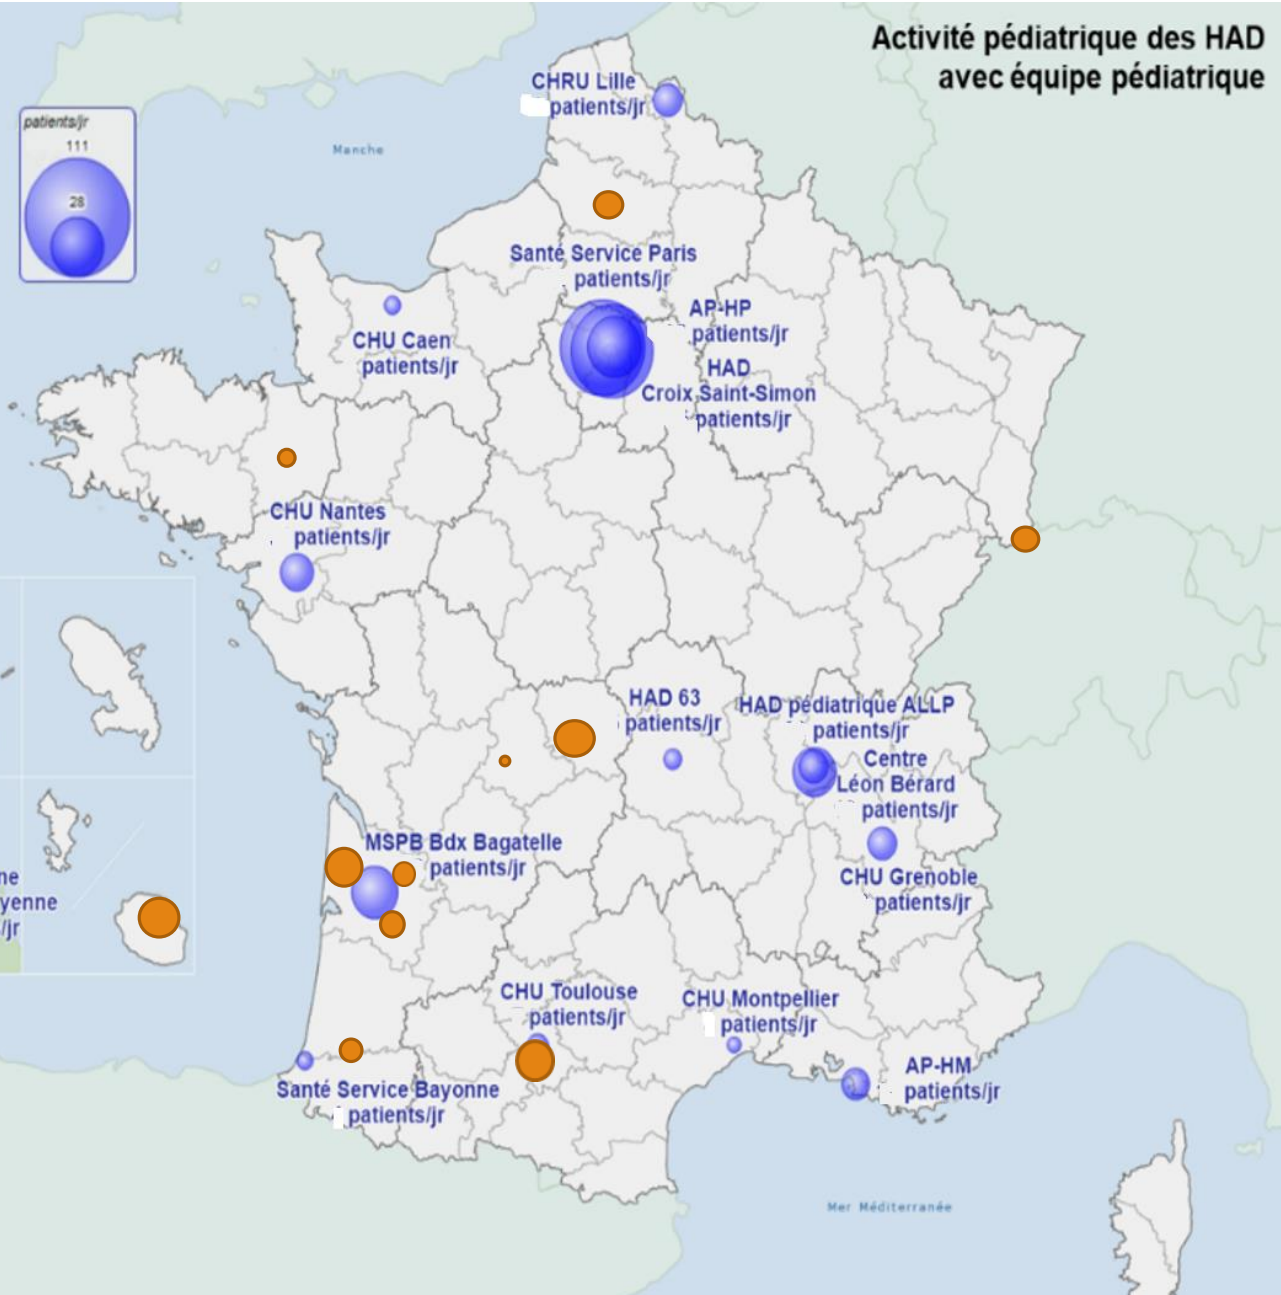 Activité pédiatrique des HAD
avec équipe pédiatrique
CHRU Lille
patients/jr
patients/jr
111
28
Manche
Santé Service Paris
patients/jr
AP-HP
patients/jr
HAD
Croix Saint-Simon
patients/jr
CHU Caen
patients/jr
CHU Nantes
patients/jr
HAD 63
patients/jr
HAD pédiatrique ALLP
patients/jr
Centre
Léon Bérard
patients/jr
MSPB Bdx Bagatelle
patients/jr
CHU Grenoble
patients/jr
ne
yenne
/jr
CHU Toulouse
patients/jr
CHU Montpellier
patients/jr
AP-HM
patients/jr
Santé Service Bayonne
patients/jr
Mer Méditerranée